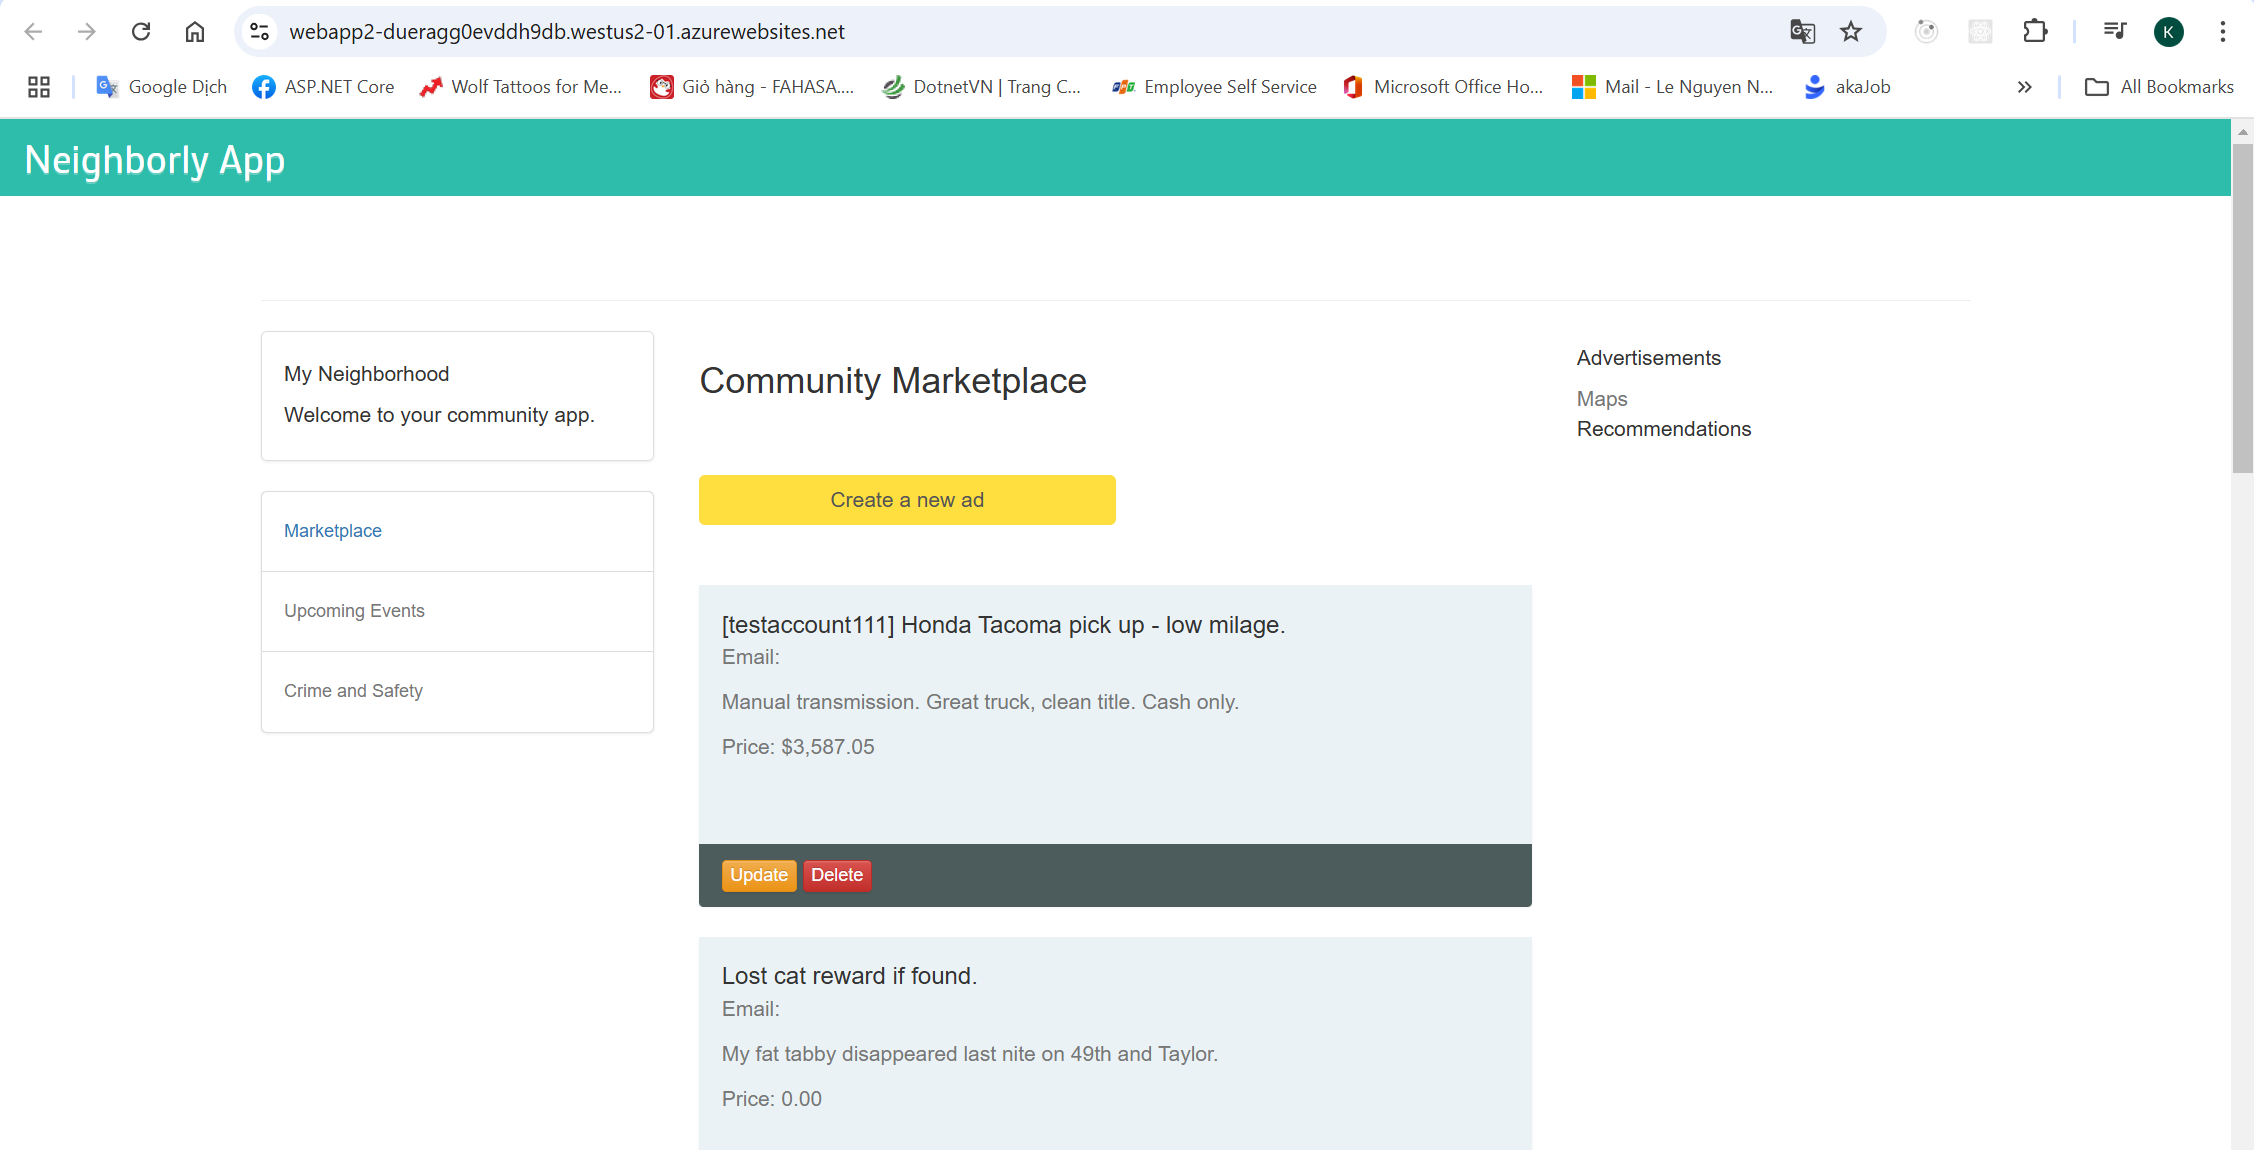 webapp2-dueragg0evddh9db.westus2-01.azurewebsites.net
K
Google Dịch
ASP.NET Core
Wolf Tattoos for Me...
Giỏ hàng - FAHASA....
DotnetVN | Trang C...
Employee Self Service
Microsoft Office Ho...
Mail - Le Nguyen N...
akaJob
All Bookmarks
Neighborly App
My Neighborhood
Welcome to your community app.
Marketplace
Upcoming Events
Crime and Safety
Community Marketplace
Create a new ad
[testaccount111] Honda Tacoma pick up - low milage.
Email:
Manual transmission. Great truck, clean title. Cash only.
Price: $3,587.05
Update Delete
Lost cat reward if found.
Email:
My fat tabby disappeared last nite on 49th and Taylor.
Price: 0.00
Advertisements
Maps
Recommendations